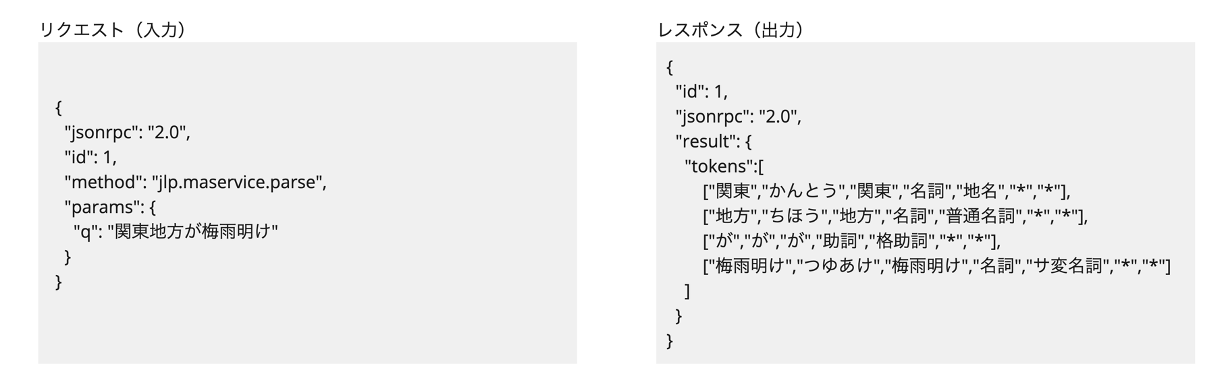 リクエスト（入力）
{
"jsonrpc": "2.0",
"id": 1,
"method": "jlp.maservice.parse",
"params": {
"q": "関東地方が梅雨明け"
}
}
レスポンス（出力）
{
"id": 1,
"jsonrpc": "2.0",
"result": {
"tokens":[
["関東","かんとう","関東","名詞","地名","*","*"],
["地方","ちほう","地方","名詞","普通名詞","*","*"],
["が","が","が","助詞","格助詞","*","*"],
["梅雨明け","つゆあけ","梅雨明け","名詞","サ変名詞","*","*"]
]
}
}